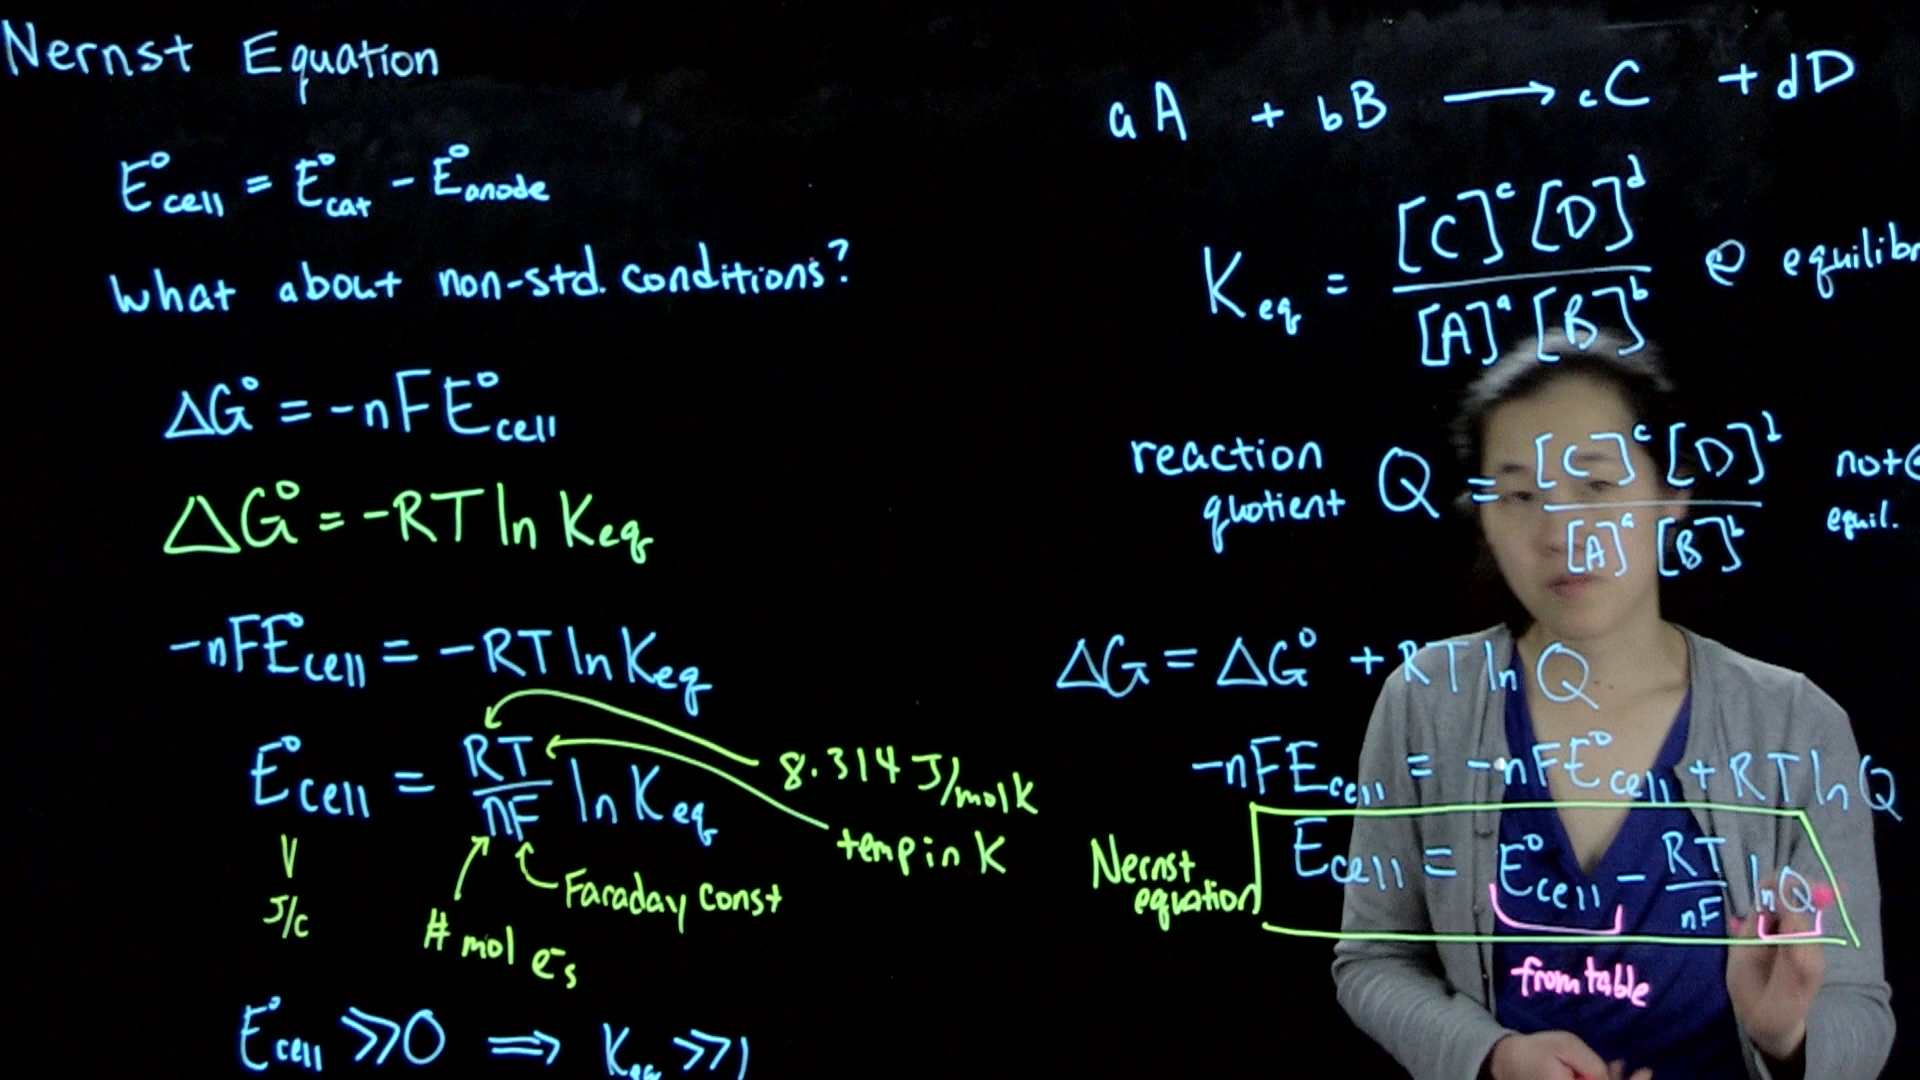 Nernst Equation
E°cell = E°cat - E°anode
What about non-std. conditions?
ΔG° = -nFE°cell
ΔG° = -RT ln Keq
-nFE°cell = -RT ln Keq
E°cell = RT/nF ln Keq
8.314 J/mol K
temp in K
V
J/C
# mol e-s
Faraday const
E°cell >> 0 ⇒ Keq >> 1
aA + bB → cC + dD
Keq = [C]^c [D]^d / [A]^a [B]^b @
reaction quotient Q = [C]^c [D]^d / [A]^a [B]^b not @ equil.
ΔG = ΔG° + RT ln Q
-nFEcell = -nFE°cell + RT ln Q
Nernst equation
Ecell = E°cell - RT/nF ln Q
from table